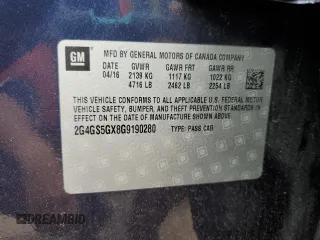 GM
MFD BY GENERAL MOTORS OF CANADA COMPANY
DATE GVWR GAWR FRT GAWR RR
04/16 2139 KG 1117 KG 1022 KG
4716 LB 2462 LB 2254 LB
THIS VEHICLE CONFORMS TO ALL APPLICABLE U.S. FEDERAL MOTOR
VEHICLE SAFETY, BUMPER, AND THEFT PREVENTION STANDARDS
IN EFFECT ON THE DATE OF MANUFACTURE SHOWN ABOVE.
2G4GS5GX8G9190280 TYPE: PASS CAR
DREAMBID